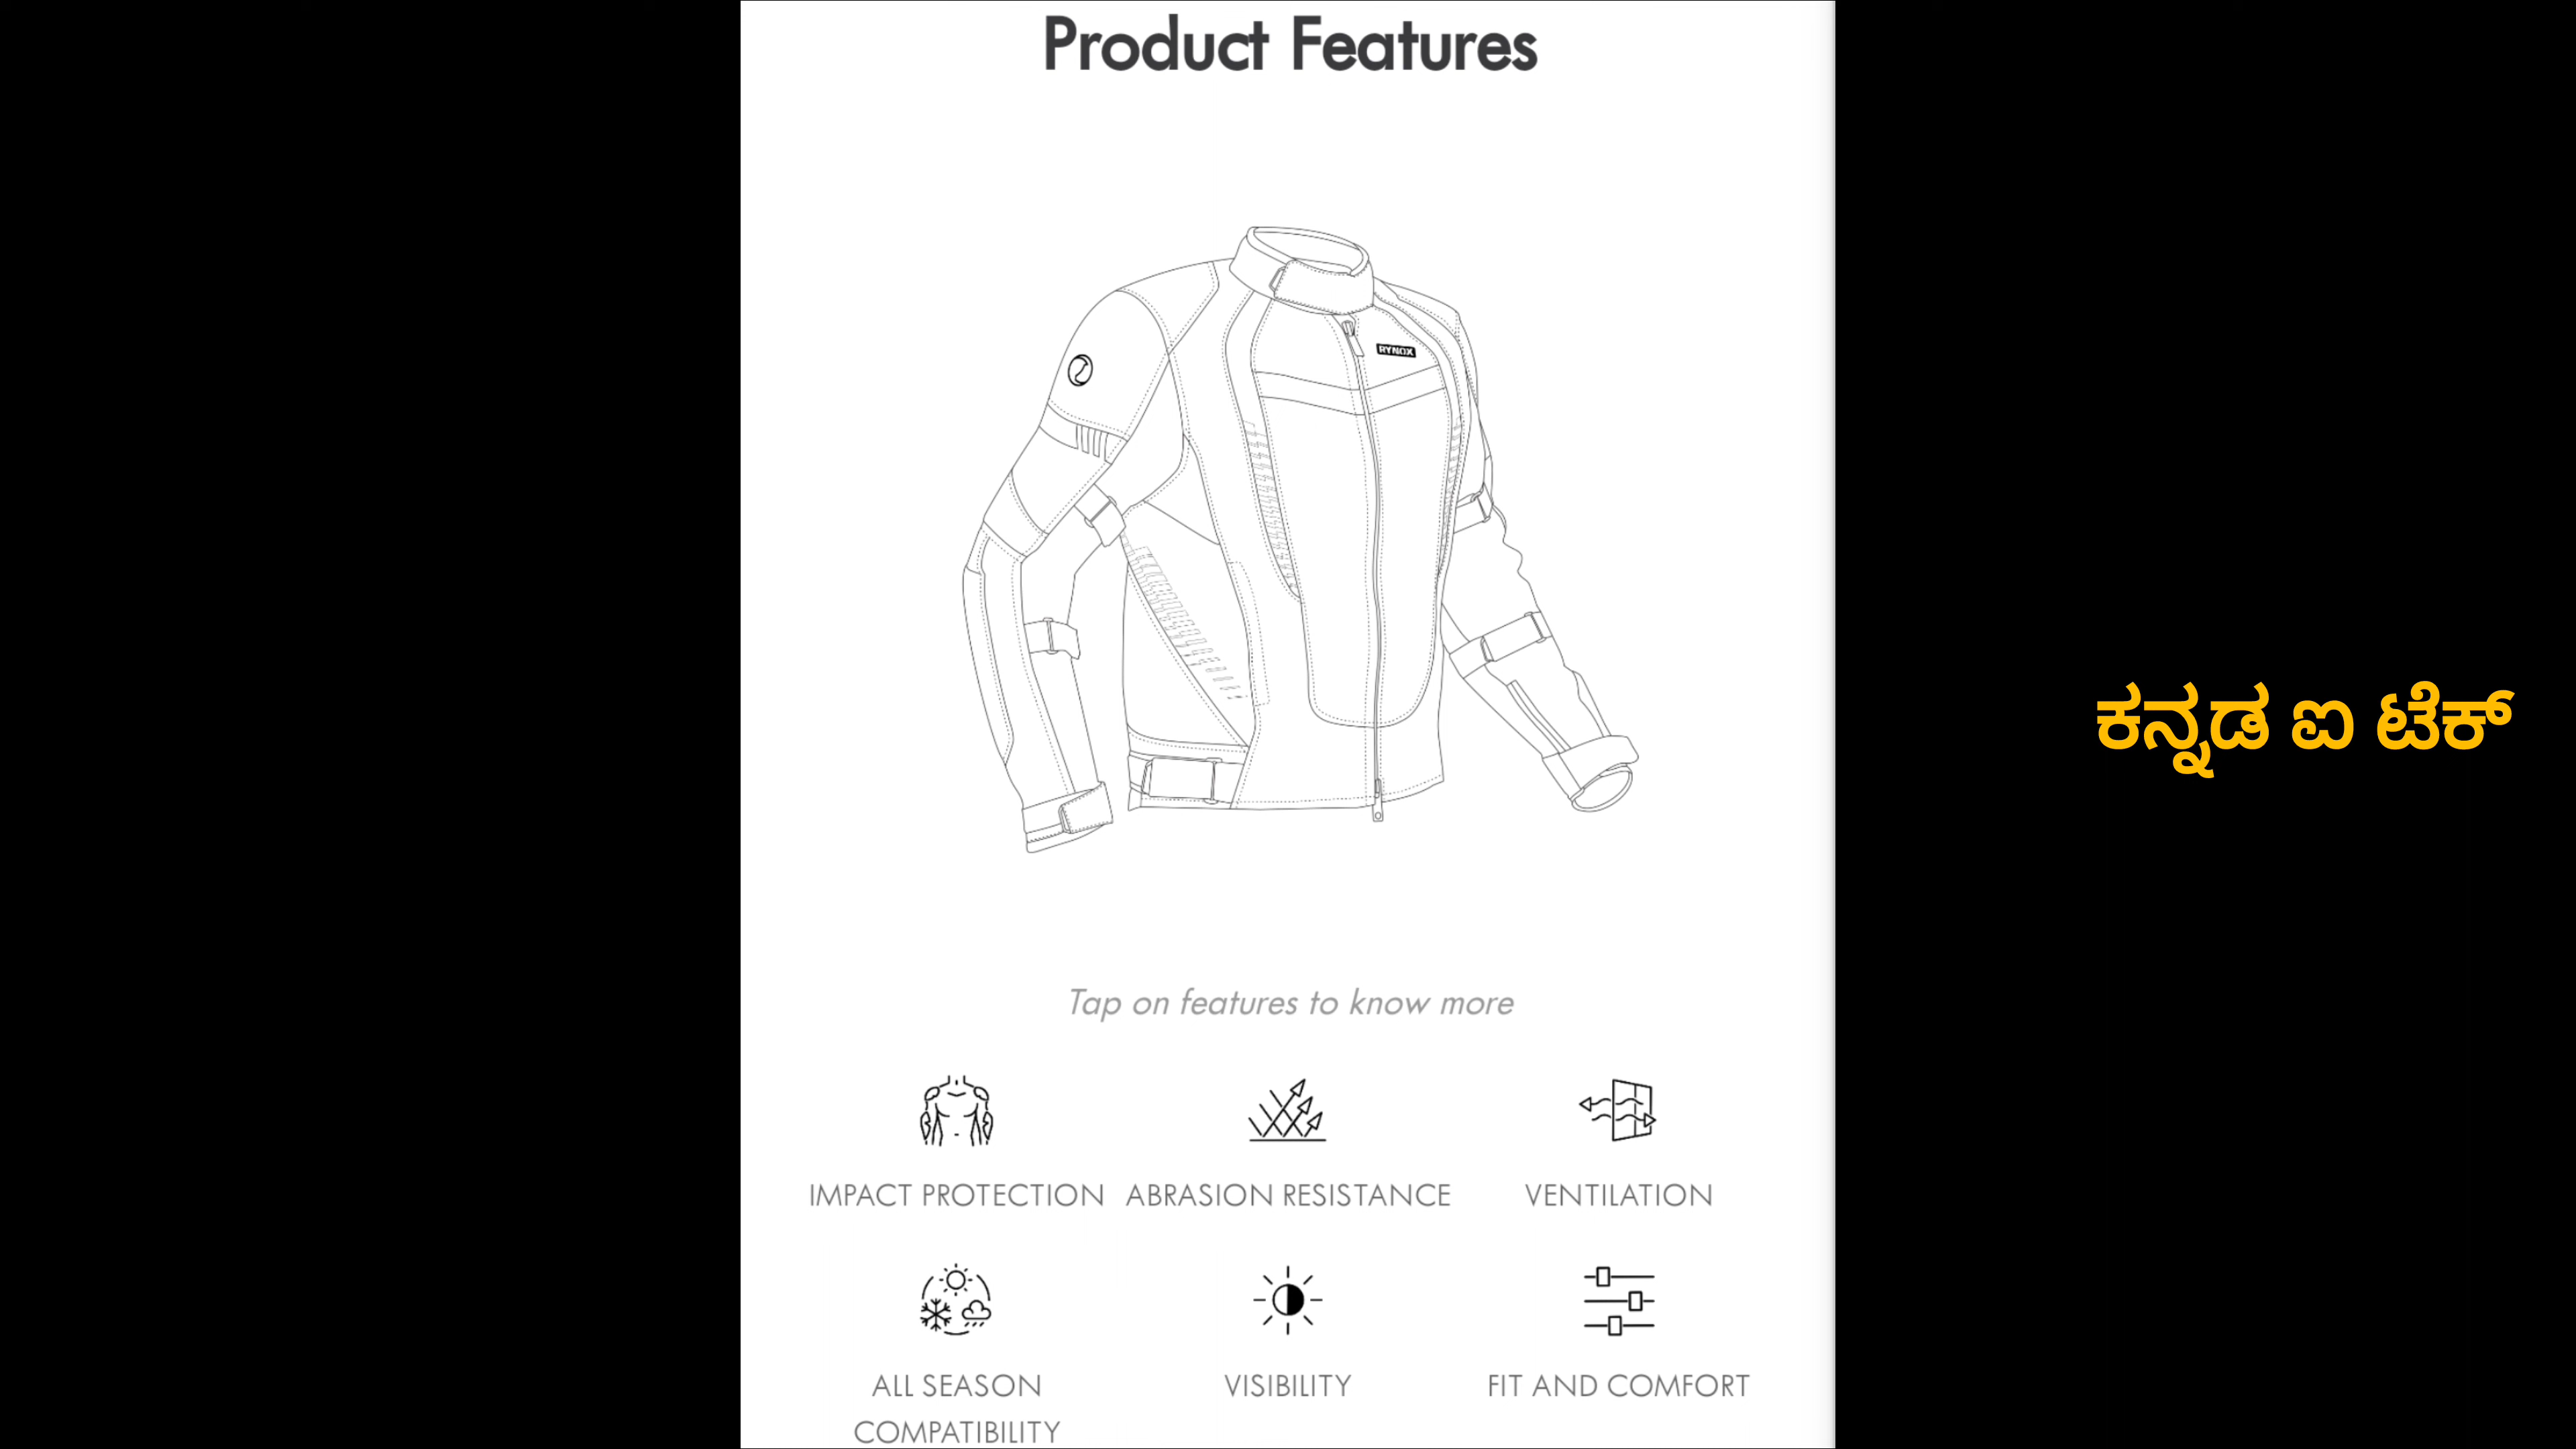 Product Features
RYNOX
ಕನ್ನಡ ಐ ಟೆಕ್
Tap on features to know more
IMPACT PROTECTION
ABRASION RESISTANCE
VENTILATION
ALL SEASON
COMPATIBILITY
VISIBILITY
FIT AND COMFORT